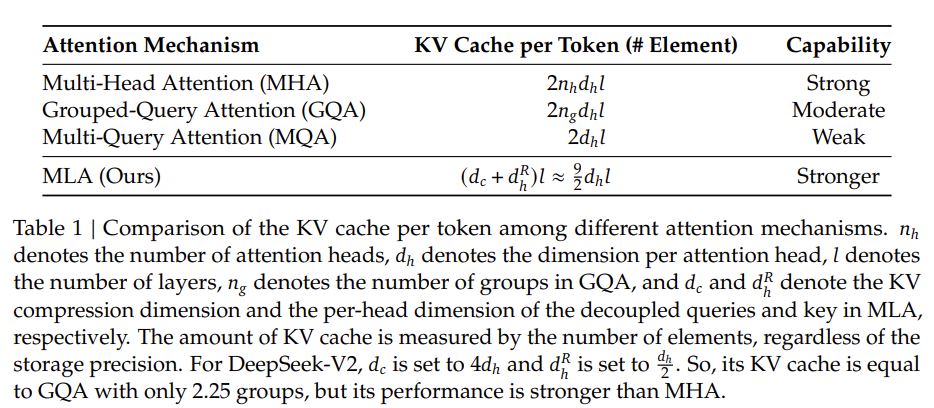 Attention Mechanism KV Cache per Token (# Element) Capability
Multi-Head Attention (MHA) 2n_h d_h l Strong
Grouped-Query Attention (GQA) 2n_g d_h l Moderate
Multi-Query Attention (MQA) 2d_h l Weak
MLA (Ours) (d_c + d_h^R)l ≈ 9/2 d_h l Stronger
Table 1 | Comparison of the KV cache per token among different attention mechanisms. n_h
denotes the number of attention heads, d_h denotes the dimension per attention head, l denotes
the number of layers, n_g denotes the number of groups in GQA, and d_c and d_h^R denote the KV
compression dimension and the per-head dimension of the decoupled queries and key in MLA,
respectively. The amount of KV cache is measured by the number of elements, regardless of the
storage precision. For DeepSeek-V2, d_c is set to 4d_h and d_h^R is set to d_h/2. So, its KV cache is equal
to GQA with only 2.25 groups, but its performance is stronger than MHA.